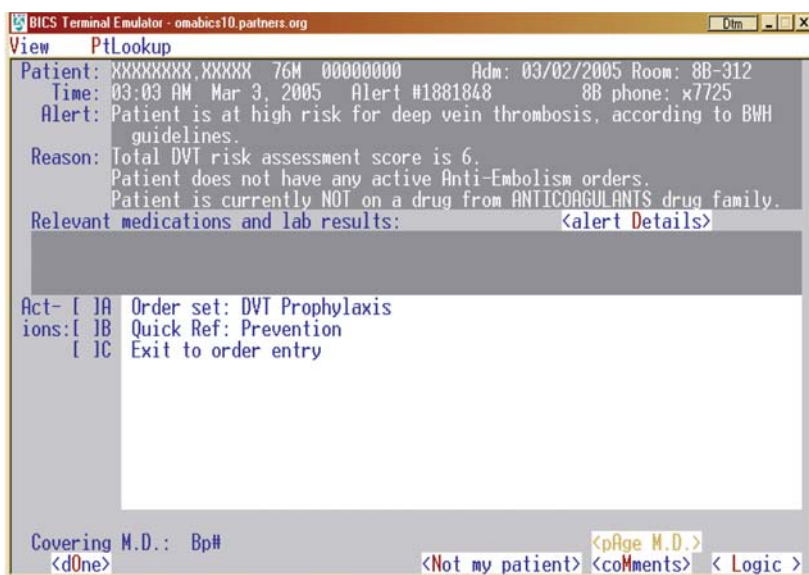 BICS Terminal Emulator - omabics10.partners.org Dtm
View PtLookup
Patient: XXXXXXXX,XXXXX 76M 00000000 Adm: 03/02/2005 Room: 8B-312
Time: 03:03 AM Mar 3, 2005 Alert #1881848 8B phone: x7725
Alert: Patient is at high risk for deep vein thrombosis, according to BWH
guidelines.
Reason: Total DVT risk assessment score is 6.
Patient does not have any active Anti-Embolism orders.
Patient is currently NOT on a drug from ANTICOAGULANTS drug family.
Relevant medications and lab results: <alert Details>
Act- [ ]A Order set: DVT Prophylaxis
ions:[ ]B Quick Ref: Prevention
[ ]C Exit to order entry
Covering M.D.: Bp# <pAge M.D.>
<dOne> <Not my patient> <coMments> < Logic >